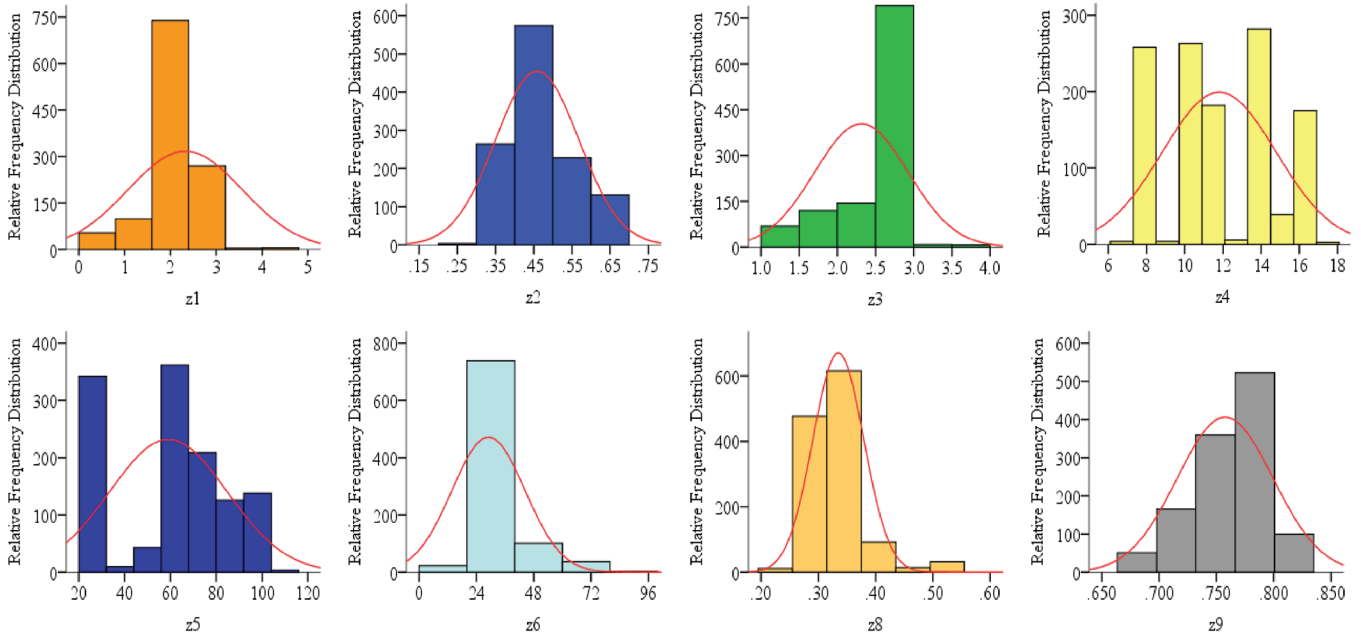 Relative Frequency Distribution
750
600
450
300
150
0
0 1 2 3 4 5
z1
Relative Frequency Distribution
600
500
400
300
200
100
0
.15 .25 .35 .45 .55 .65 .75
z2
Relative Frequency Distribution
750
600
450
300
150
0
1.0 1.5 2.0 2.5 3.0 4.0
z3
Relative Frequency Distribution
300
200
100
0
6 8 10 12 14 16 18
z4
Relative Frequency Distribution
400
300
200
100
0
20 40 60 80 100 120
z5
Relative Frequency Distribution
800
600
400
200
0
0 24 48 72 96
z6
Relative Frequency Distribution
600
400
200
0
.20 .30 .40 .50 .60
z8
Relative Frequency Distribution
600
500
400
300
200
100
0
.650 .700 .750 .800 .850
z9